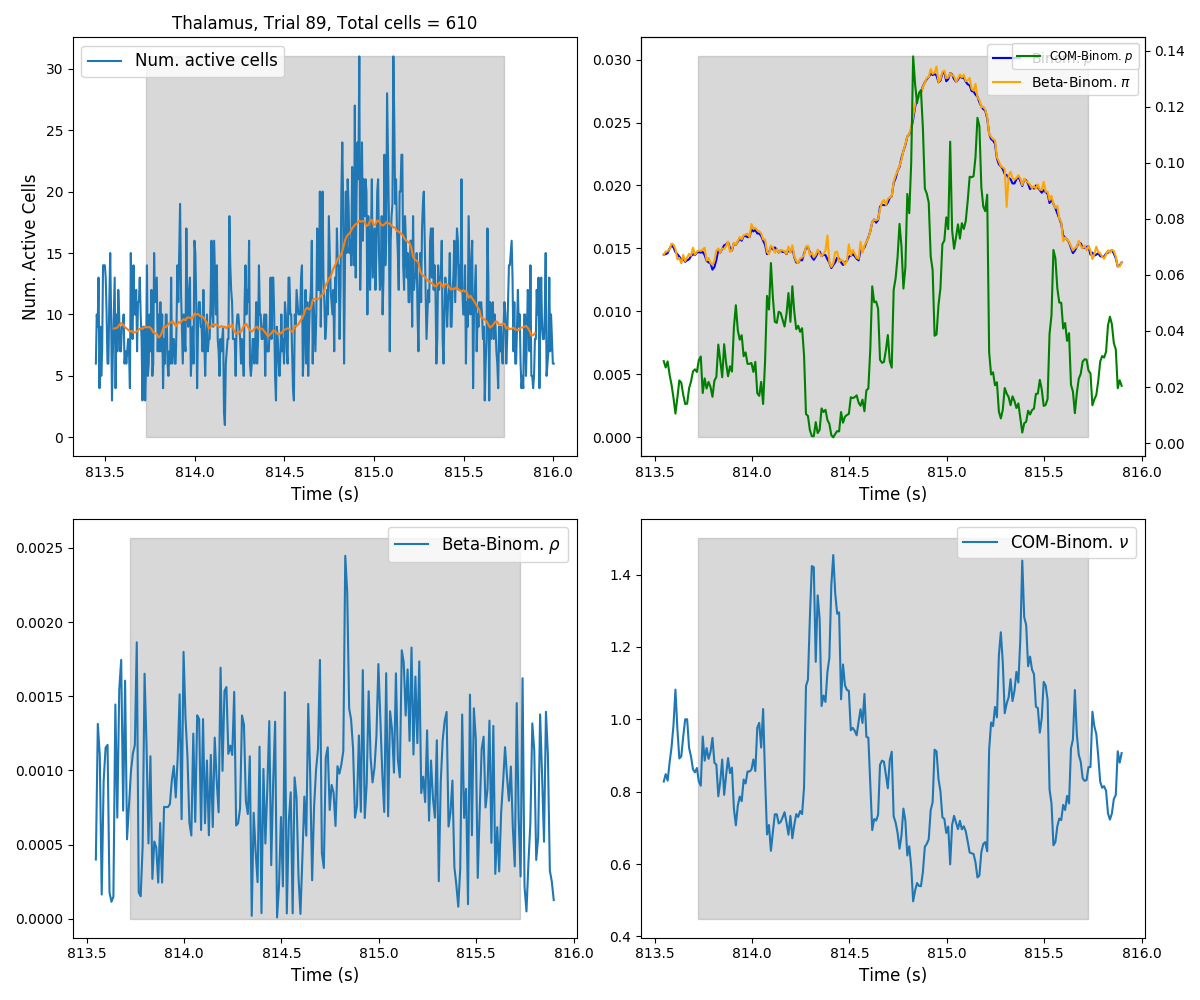 Thalamus, Trial 89, Total cells = 610
Num. active cells
Num. Active Cells
30
25
20
15
10
5
0
813.5 814.0 814.5 815.0 815.5 816.0
Time (s)
COM-Binom. p
Beta-Binom. π
0.030
0.025
0.020
0.015
0.010
0.005
0.000
0.14
0.12
0.10
0.08
0.06
0.04
0.02
0.00
813.5 814.0 814.5 815.0 815.5 816.0
Time (s)
Beta-Binom. ρ
0.0025
0.0020
0.0015
0.0010
0.0005
0.0000
813.5 814.0 814.5 815.0 815.5 816.0
Time (s)
COM-Binom. ν
1.4
1.2
1.0
0.8
0.6
0.4
813.5 814.0 814.5 815.0 815.5 816.0
Time (s)